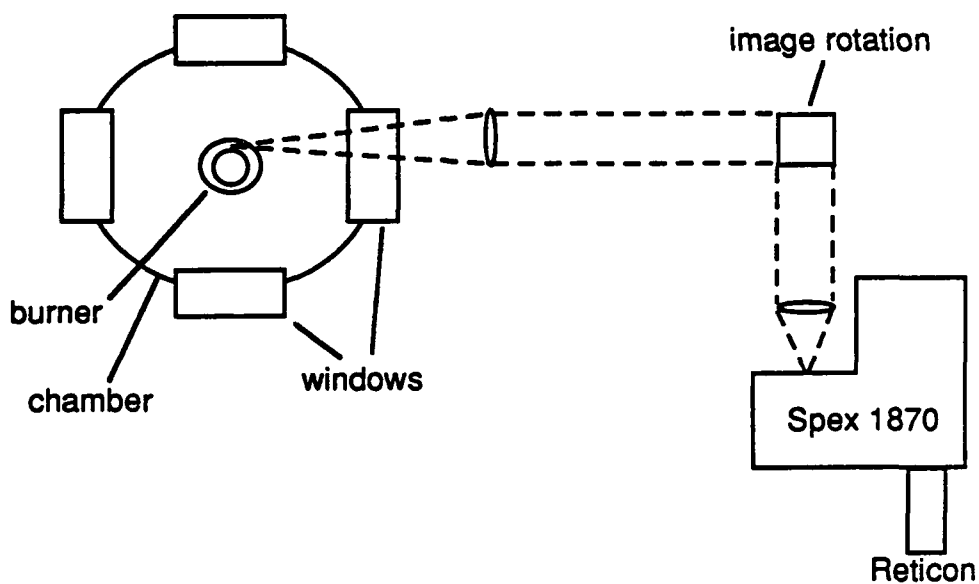 image rotation
burner
chamber
windows
Spex 1870
Reticon